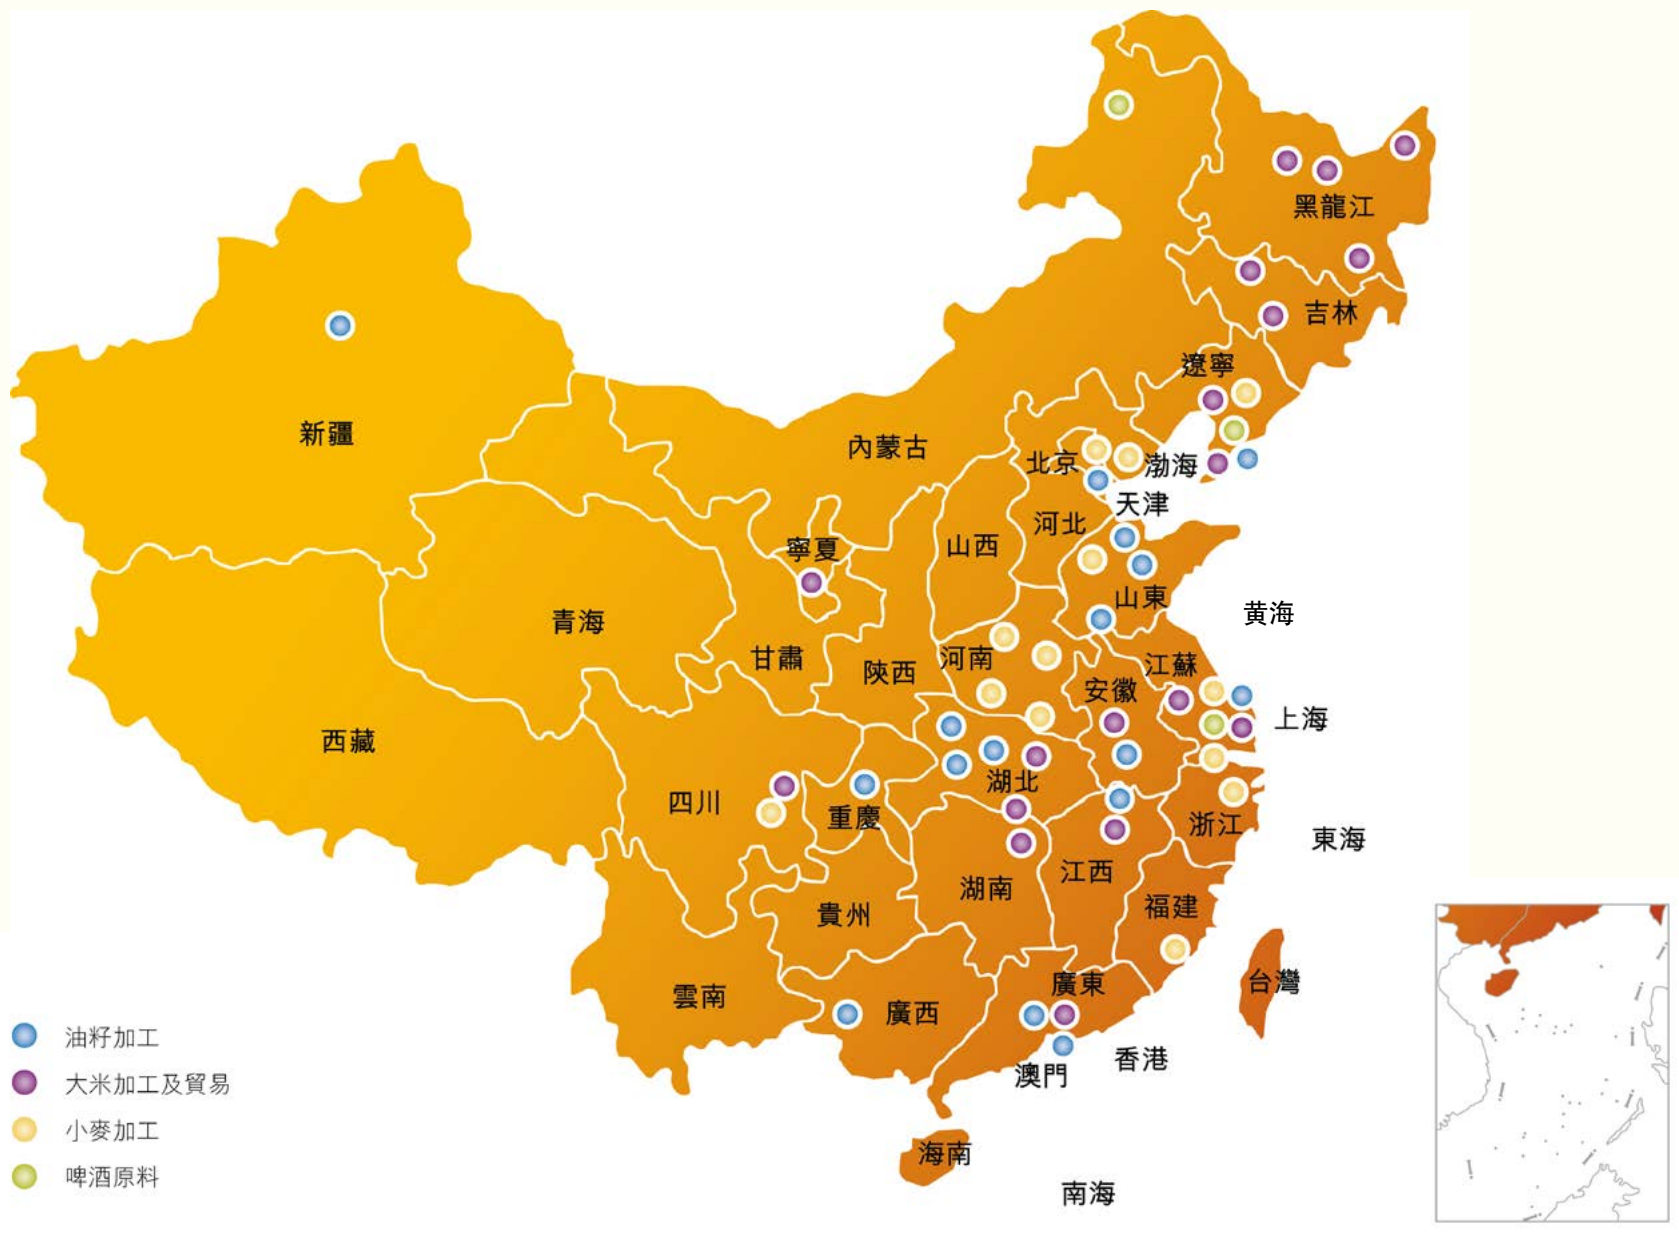 黑龍江
吉林
遼寧
新疆
內蒙古
北京
渤海
天津
河北
山西
寧夏
山東
黄海
青海
甘肅
陝西
河南
江蘇
安徽
上海
西藏
湖北
四川
重慶
浙江
東海
江西
湖南
福建
貴州
台灣
廣東
雲南
廣西
香港
澳門
海南
南海
油籽加工
大米加工及貿易
小麥加工
啤酒原料